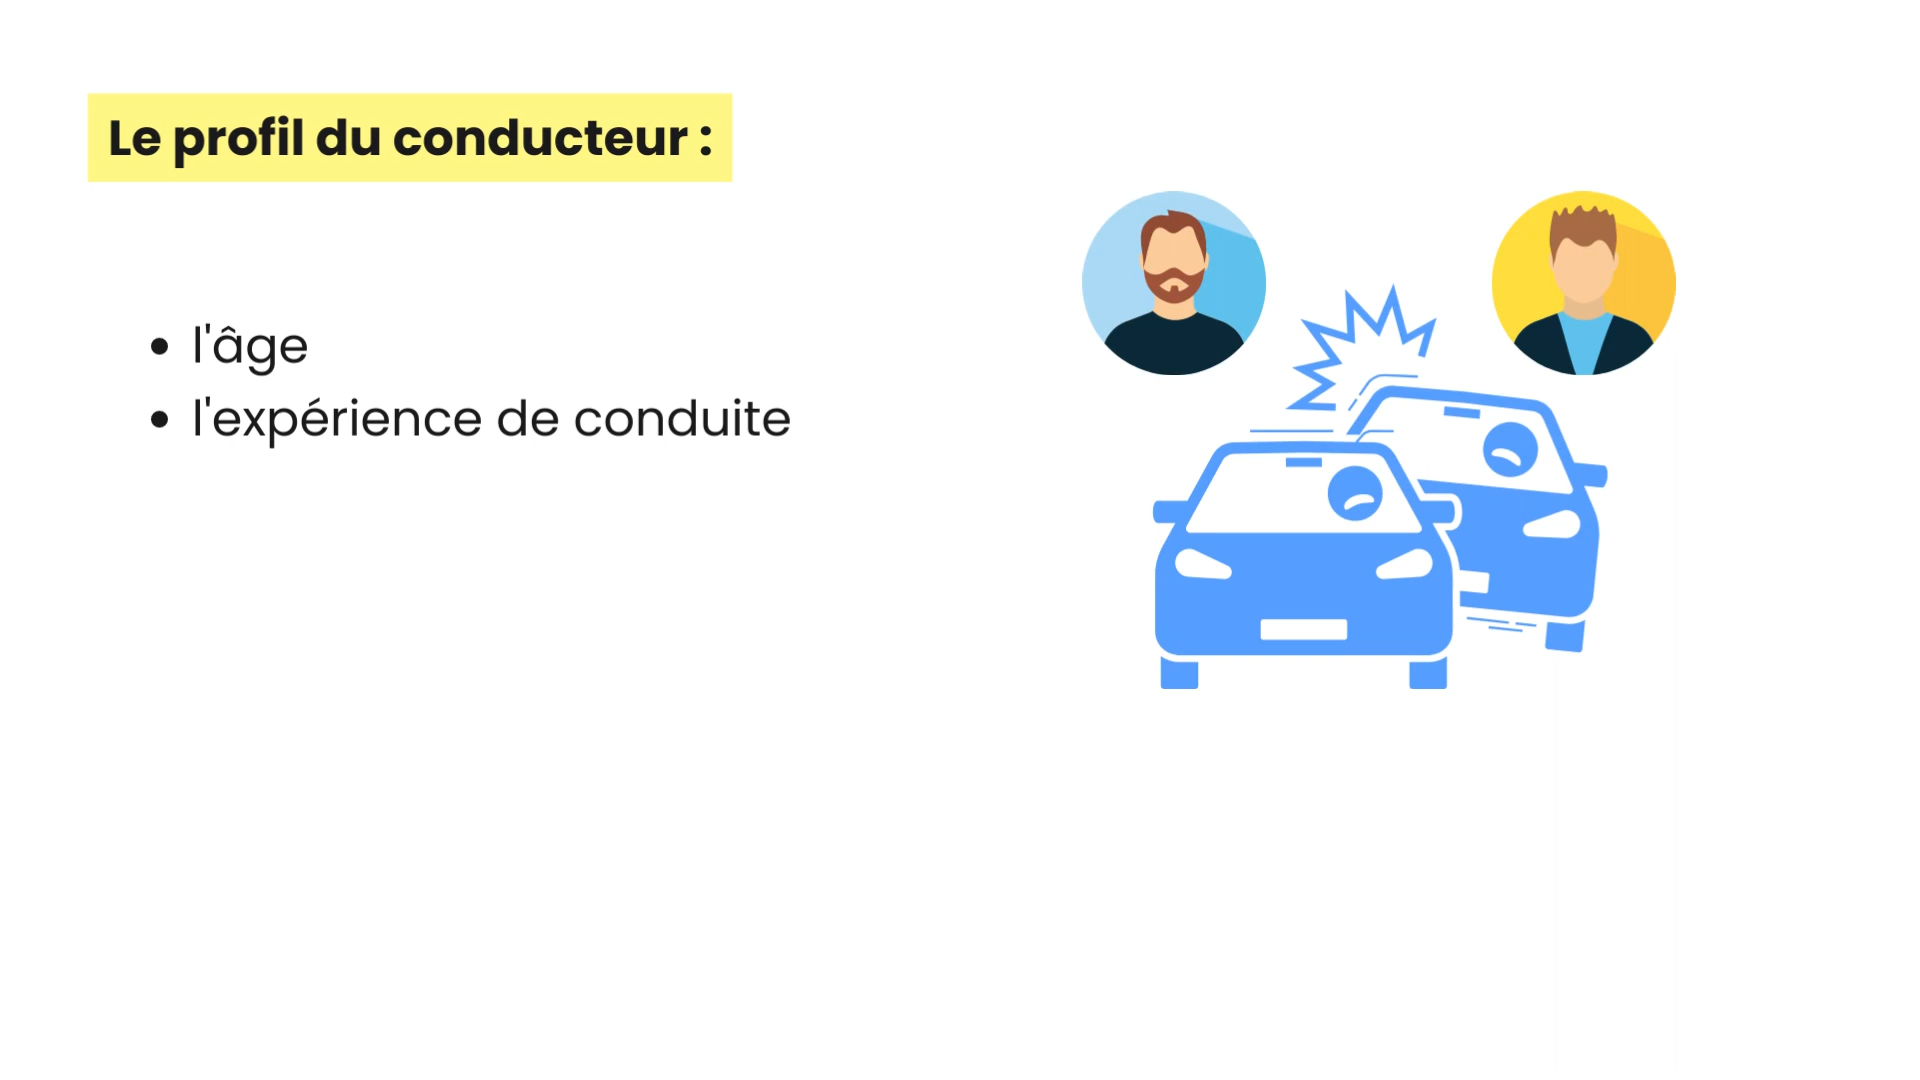 Le profil du conducteur :
• l'âge
• l'expérience de conduite